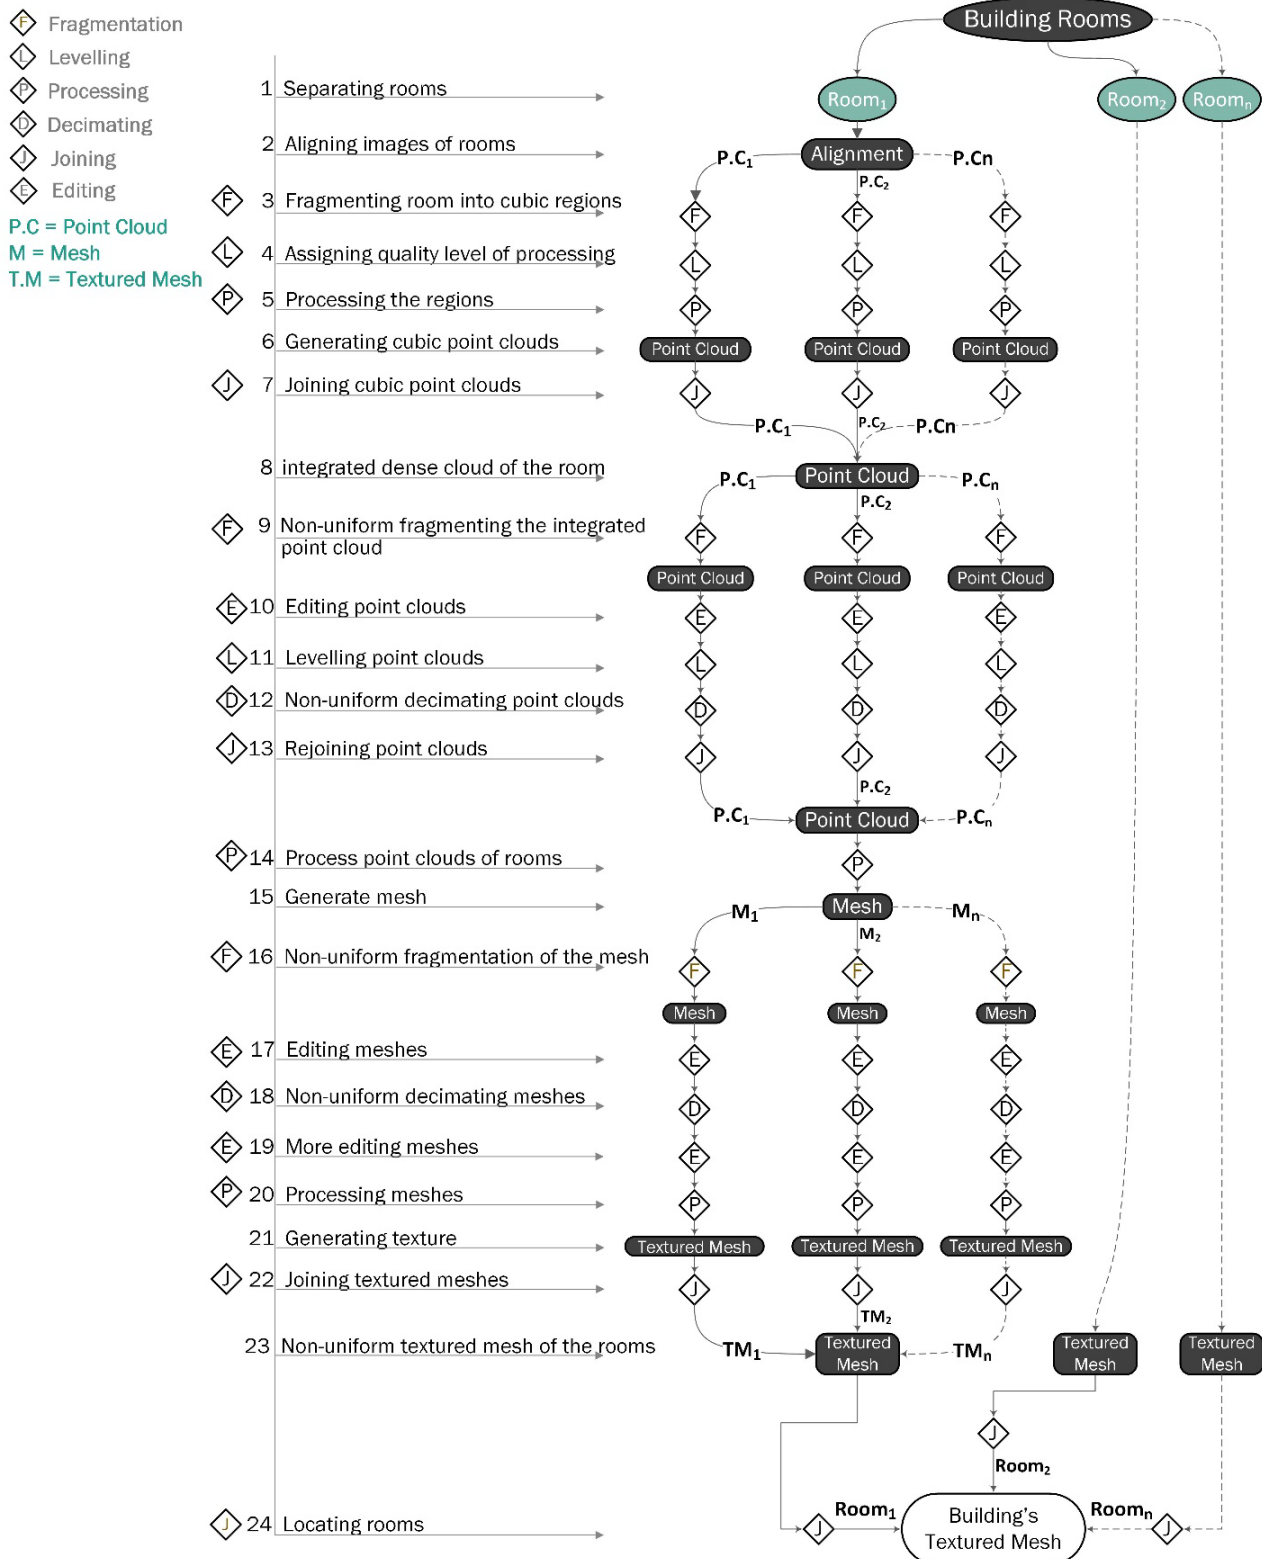 F Fragmentation
L Levelling
P Processing
D Decimating
J Joining
E Editing
P.C = Point Cloud
M = Mesh
T.M = Textured Mesh
Building Rooms
1 Separating rooms
Room1 Room2 Roomn
2 Aligning images of rooms
Alignment
P.C1 P.C2 P.Cn
F 3 Fragmenting room into cubic regions
F F F
L 4 Assigning quality level of processing
L L L
P 5 Processing the regions
P P P
6 Generating cubic point clouds
Point Cloud Point Cloud Point Cloud
J 7 Joining cubic point clouds
J J J
P.C1 P.C2 P.Cn
8 integrated dense cloud of the room
Point Cloud
P.C1 P.C2 P.Cn
F 9 Non-uniform fragmenting the integrated
point cloud
F F F
Point Cloud Point Cloud Point Cloud
E 10 Editing point clouds
E E E
L 11 Levelling point clouds
L L L
D 12 Non-uniform decimating point clouds
D D D
J 13 Rejoining point clouds
J J J
P.C1 P.C2 P.Cn
Point Cloud
P 14 Process point clouds of rooms
P
15 Generate mesh
Mesh
M1 M2 Mn
F 16 Non-uniform fragmentation of the mesh
F F F
Mesh Mesh Mesh
E 17 Editing meshes
E E E
D 18 Non-uniform decimating meshes
D D D
E 19 More editing meshes
E E E
P 20 Processing meshes
P P P
21 Generating texture
Textured Mesh Textured Mesh Textured Mesh
J 22 Joining textured meshes
J J J
TM1 TM2 TMn
23 Non-uniform textured mesh of the rooms
Textured
Mesh
Textured
Mesh
Textured
Mesh
J
Room2
J 24 Locating rooms
J Room1
Building's
Textured Mesh
Roomn J